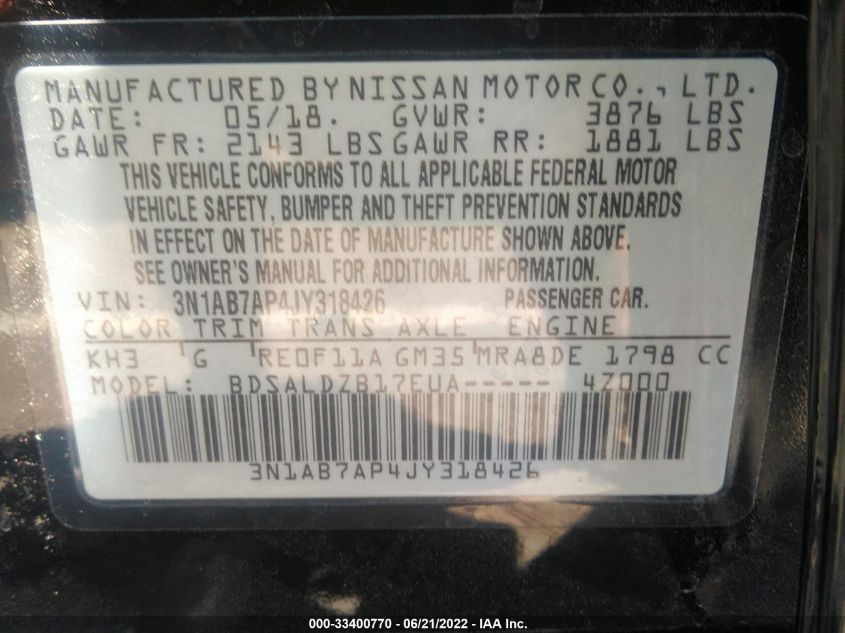 MANUFACTURED BY NISSAN MOTOR CO., LTD.
DATE: 05/18. GVWR: 3876 LBS
GAWR FR: 2143 LBS GAWR RR: 1881 LBS
THIS VEHICLE CONFORMS TO ALL APPLICABLE FEDERAL MOTOR
VEHICLE SAFETY, BUMPER AND THEFT PREVENTION STANDARDS
IN EFFECT ON THE DATE OF MANUFACTURE SHOWN ABOVE.
SEE OWNER'S MANUAL FOR ADDITIONAL INFORMATION.
VIN: 3N1AB7AP4JY318426 PASSENGER CAR.
COLOR TRIM TRANS AXLE ENGINE
KH3 G RE0F11A GM35 MRA8DE 1798 CC
MODEL: BDSALDZB17EUA----- 4Z000
3N1AB7AP4JY318426
000-33400770 - 06/21/2022 - IAA Inc.